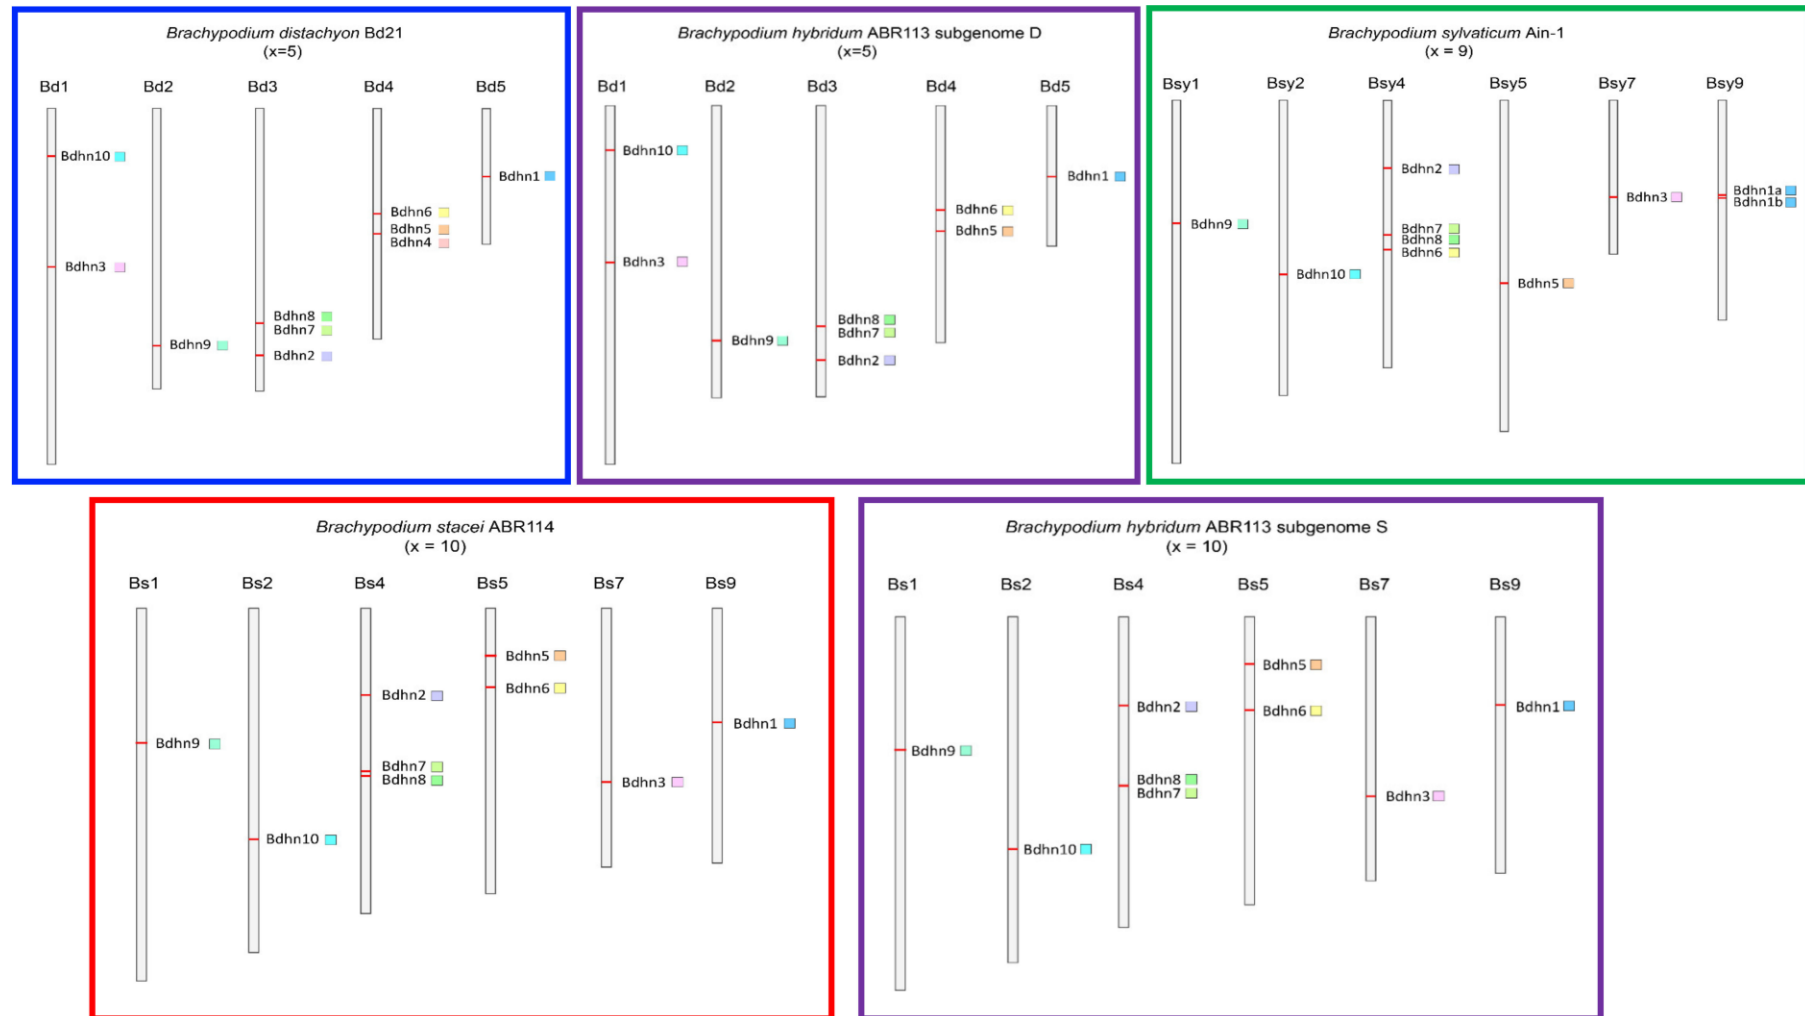 Brachypodium distachyon Bd21
(x=5)
Bd1
Bd2
Bd3
Bd4
Bd5
Bdhn10
Bdhn3
Bdhn9
Bdhn8
Bdhn7
Bdhn2
Bdhn6
Bdhn5
Bdhn4
Bdhn1
Brachypodium hybridum ABR113 subgenome D
(x=5)
Bd1
Bd2
Bd3
Bd4
Bd5
Bdhn10
Bdhn3
Bdhn9
Bdhn8
Bdhn7
Bdhn2
Bdhn6
Bdhn5
Bdhn1
Brachypodium sylvaticum Ain-1
(x = 9)
Bsy1
Bsy2
Bsy4
Bsy5
Bsy7
Bsy9
Bdhn9
Bdhn10
Bdhn2
Bdhn7
Bdhn8
Bdhn6
Bdhn5
Bdhn3
Bdhn1a
Bdhn1b
Brachypodium stacei ABR114
(x = 10)
Bs1
Bs2
Bs4
Bs5
Bs7
Bs9
Bdhn9
Bdhn10
Bdhn2
Bdhn7
Bdhn8
Bdhn5
Bdhn6
Bdhn3
Bdhn1
Brachypodium hybridum ABR113 subgenome S
(x = 10)
Bs1
Bs2
Bs4
Bs5
Bs7
Bs9
Bdhn9
Bdhn10
Bdhn2
Bdhn8
Bdhn7
Bdhn5
Bdhn6
Bdhn3
Bdhn1